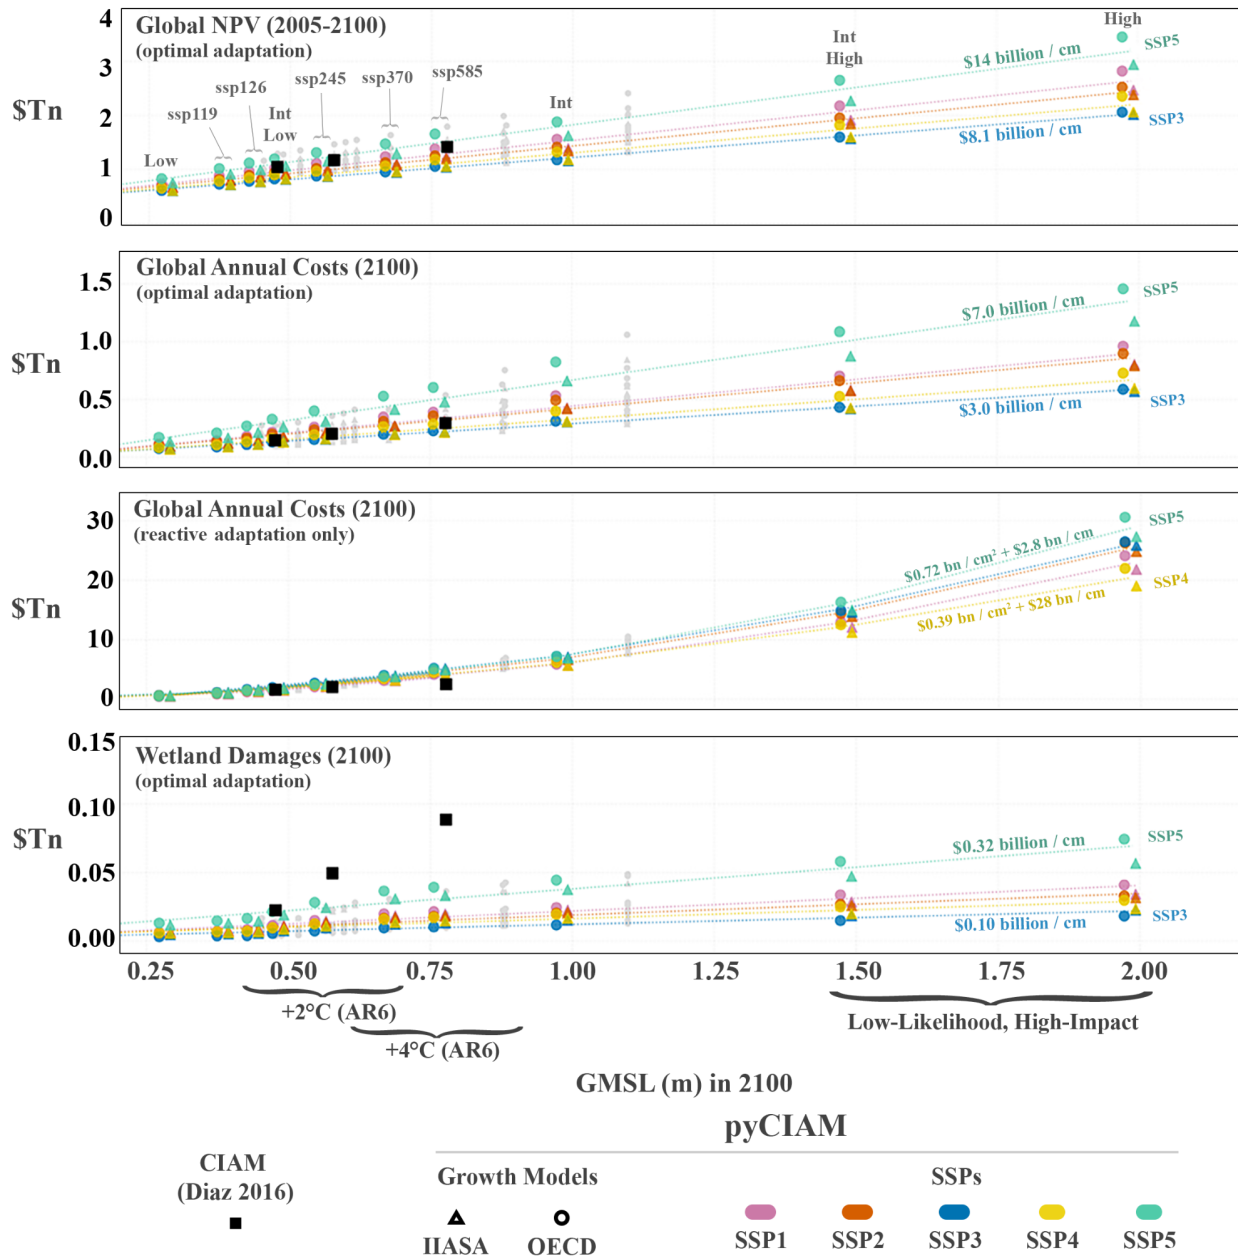 Global NPV (2005-2100)
(optimal adaptation)
$Tn
4
3
2
1
0
Low
ssp119
ssp126
Int
Low
ssp245
ssp370
ssp585
Int
Int
High
High
$14 billion / cm
SSP5
$8.1 billion / cm
SSP3
Global Annual Costs (2100)
(optimal adaptation)
$Tn
1.5
1.0
0.5
0.0
$7.0 billion / cm
SSP5
$3.0 billion / cm
SSP3
Global Annual Costs (2100)
(reactive adaptation only)
$Tn
30
20
10
0
$0.72 bn / cm² + $2.8 bn / cm
SSP5
$0.39 bn / cm² + $28 bn / cm
SSP4
Wetland Damages (2100)
(optimal adaptation)
$Tn
0.15
0.10
0.05
0.00
$0.32 billion / cm
SSP5
$0.10 billion / cm
SSP3
0.25 0.50 0.75 1.00 1.25 1.50 1.75 2.00
+2°C (AR6)
+4°C (AR6)
Low-Likelihood, High-Impact
GMSL (m) in 2100
pyCIAM
CIAM
(Diaz 2016)
Growth Models
IIASA OECD
SSPs
SSP1 SSP2 SSP3 SSP4 SSP5